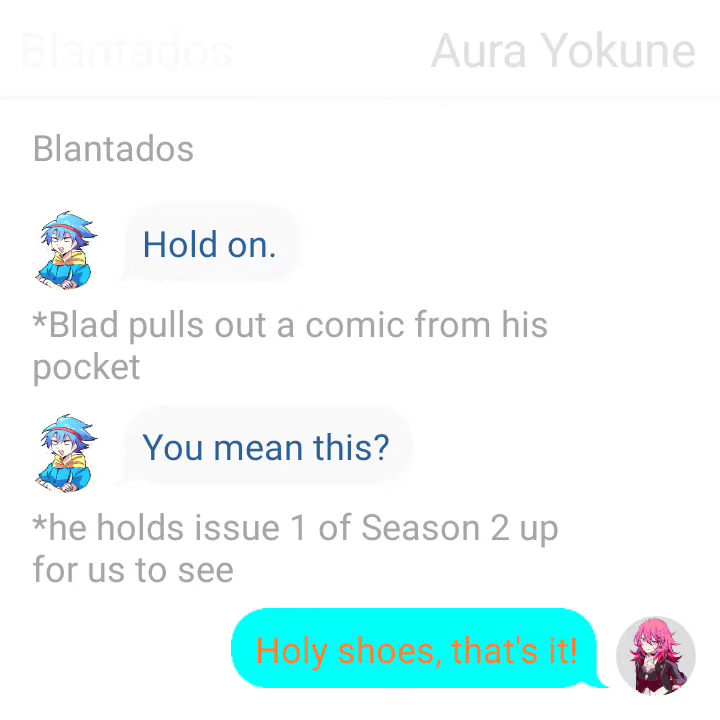 Blantados
Aura Yokune
Blantados
Hold on.
*Blad pulls out a comic from his
pocket
You mean this?
*he holds issue 1 of Season 2 up
for us to see
Holy shoes, that's it!